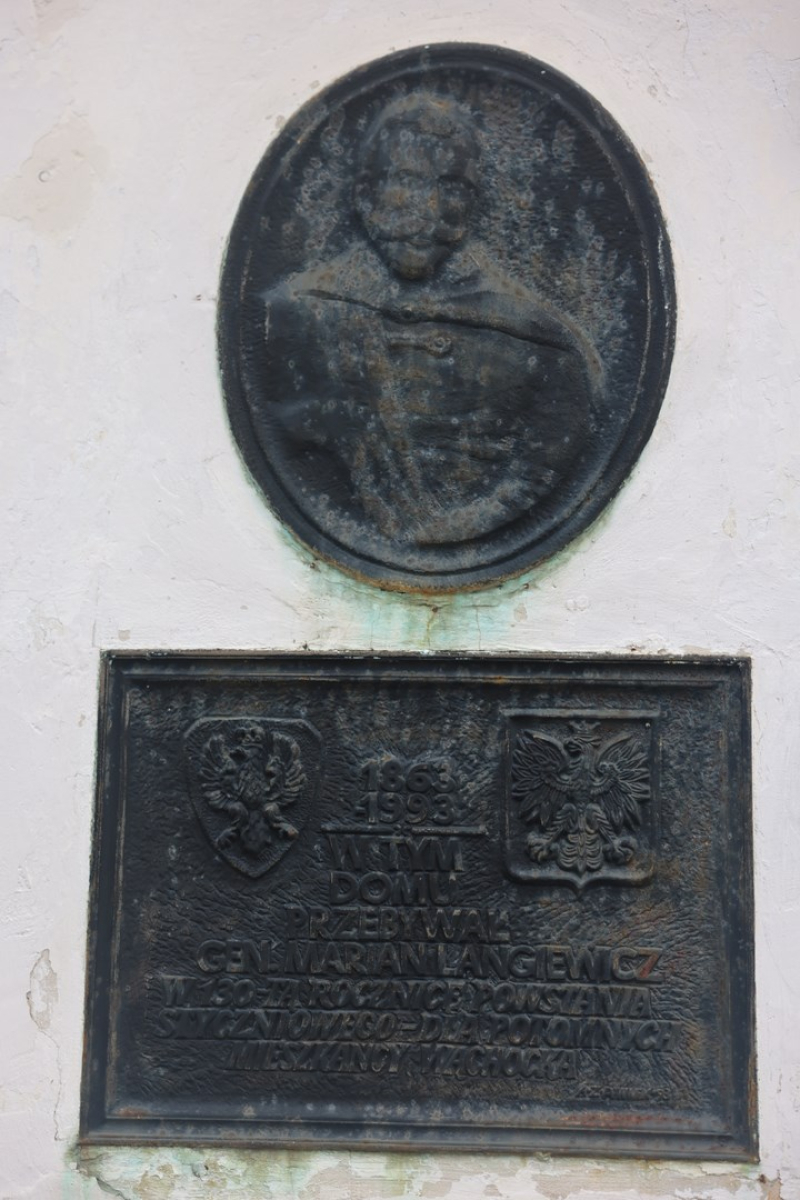 1863
1993
W TYM
DOMU
PRZEBYWAŁ
GEN. MARIAN LANGIEWICZ
W 130-TĄ ROCZNICĘ POWSTANIA
STYCZNIOWEGO - DLA POTOMNYCH
MIESZKAŃCY WĄCHOCKA